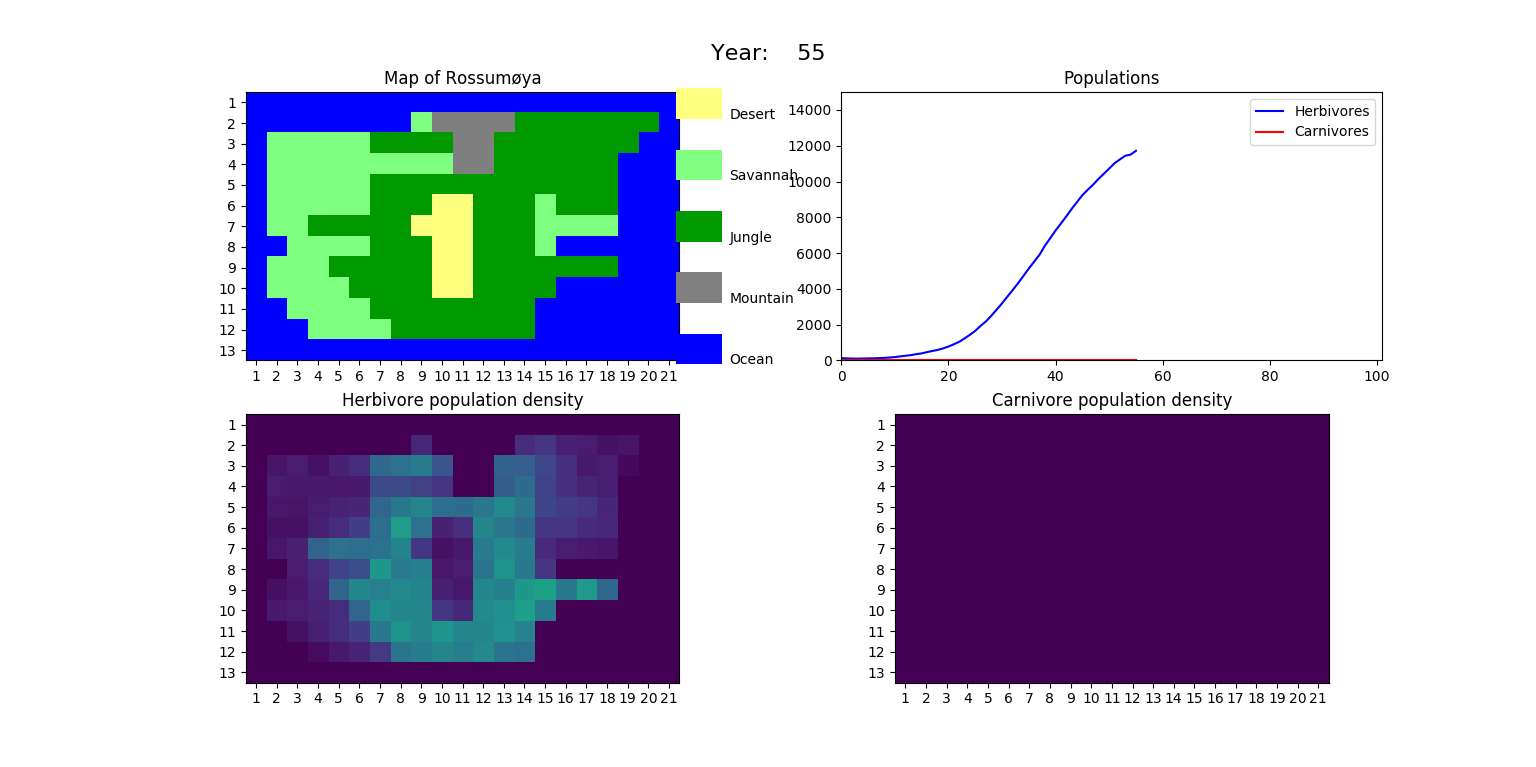 Year: 55
Map of Rossumøya
1
2
3
4
5
6
7
8
9
10
11
12
13
1 2 3 4 5 6 7 8 9 10 11 12 13 14 15 16 17 18 19 20 21
Desert
Savannah
Jungle
Mountain
Ocean
Populations
14000
12000
10000
8000
6000
4000
2000
0
0 20 40 60 80 100
Herbivores
Carnivores
Herbivore population density
1
2
3
4
5
6
7
8
9
10
11
12
13
1 2 3 4 5 6 7 8 9 10 11 12 13 14 15 16 17 18 19 20 21
Carnivore population density
1
2
3
4
5
6
7
8
9
10
11
12
13
1 2 3 4 5 6 7 8 9 10 11 12 13 14 15 16 17 18 19 20 21